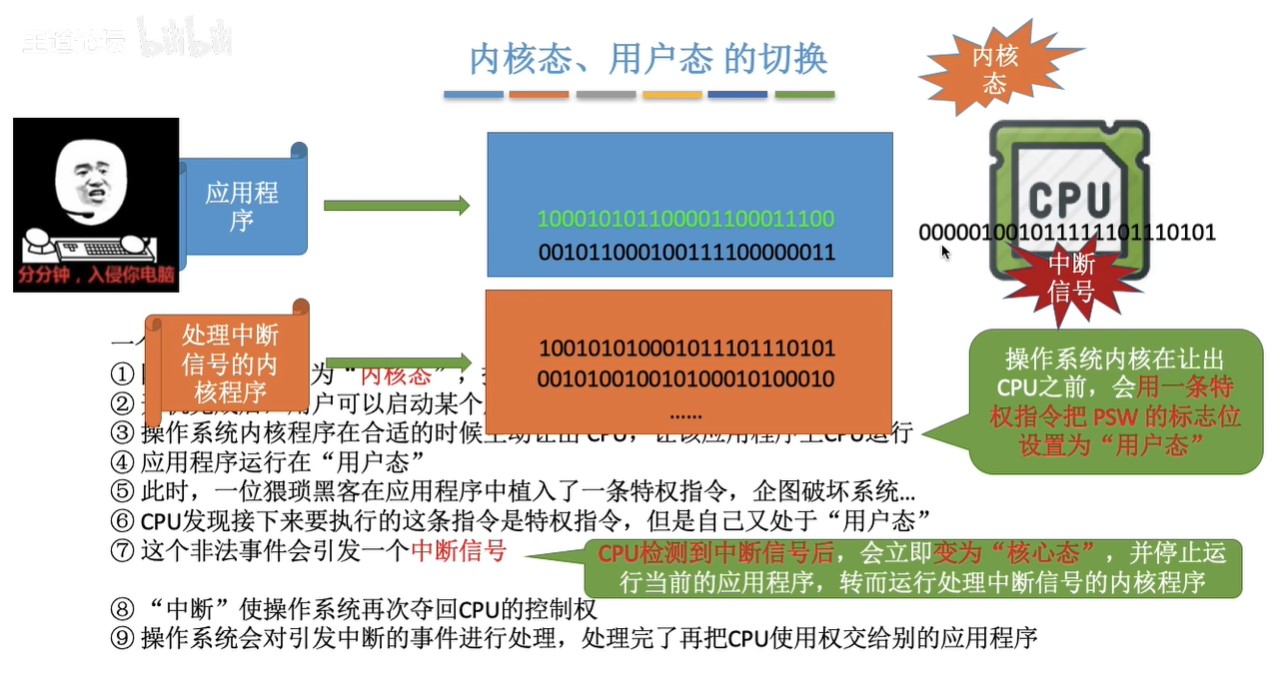 王道论坛 bilibili
内核态、用户态 的切换
内核
态
应用程
序
分分钟，入侵你电脑
100010101100001100011100
001011000100111100000011
CPU
000001001011111101110101
中断
信号
处理中断
信号的内
核程序
100101010001011101110101
001010010010100010100010
......
操作系统内核在让出
CPU之前，会用一条特
权指令把 PSW 的标志位
设置为“用户态”
一个
① 为“内核态”，
② 用户可以启动某个
③ 操作系统内核程序在合适的时候主动让出 CPU，让该应用程序上CPU运行
④ 应用程序运行在“用户态”
⑤ 此时，一位猥琐黑客在应用程序中植入了一条特权指令，企图破坏系统...
⑥ CPU发现接下来要执行的这条指令是特权指令，但是自己又处于“用户态”
⑦ 这个非法事件会引发一个中断信号
CPU检测到中断信号后，会立即变为“核心态”，并停止运
行当前的应用程序，转而运行处理中断信号的内核程序
⑧ “中断”使操作系统再次夺回CPU的控制权
⑨ 操作系统会对引发中断的事件进行处理，处理完了再把CPU使用权交给别的应用程序